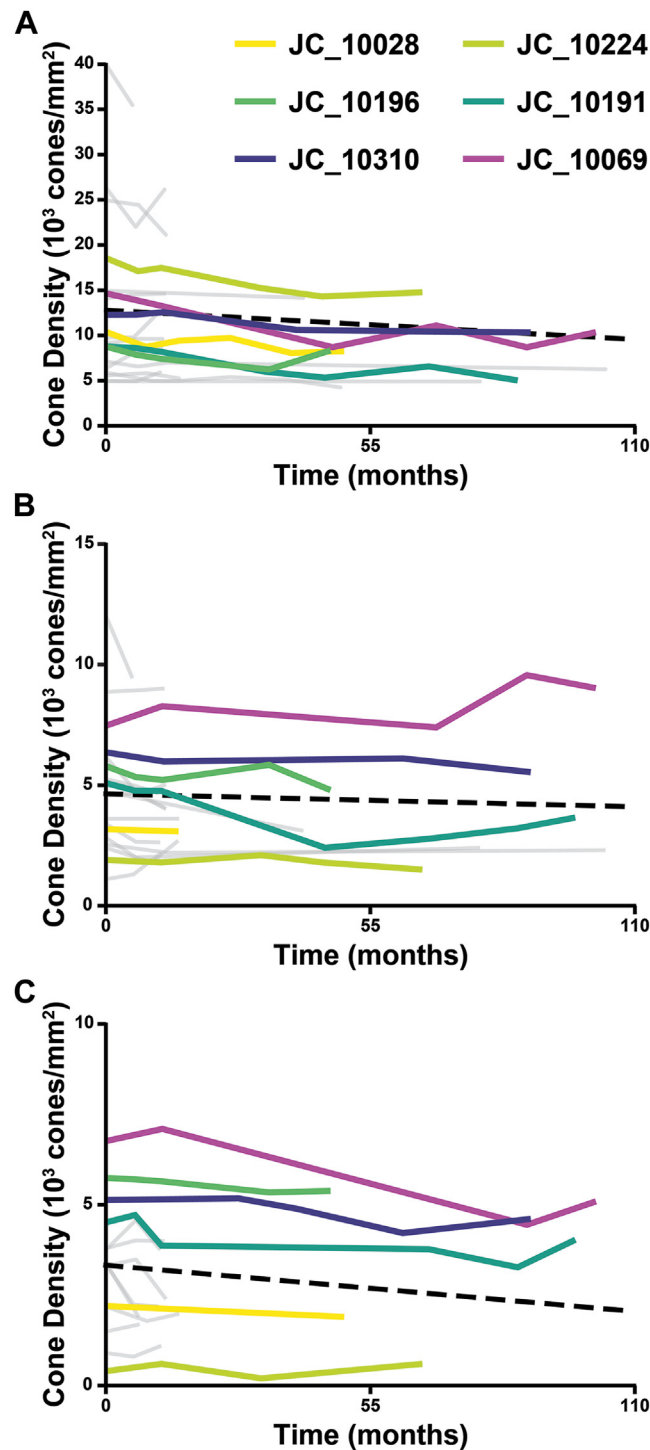 A
JC_10028 JC_10224
JC_10196 JC_10191
JC_10310 JC_10069
Cone Density (10³ cones/mm²)
40
35
30
25
20
15
10
5
0
0 55 110
Time (months)
B
Cone Density (10³ cones/mm²)
15
10
5
0
0 55 110
Time (months)
C
Cone Density (10³ cones/mm²)
10
5
0
0 55 110
Time (months)